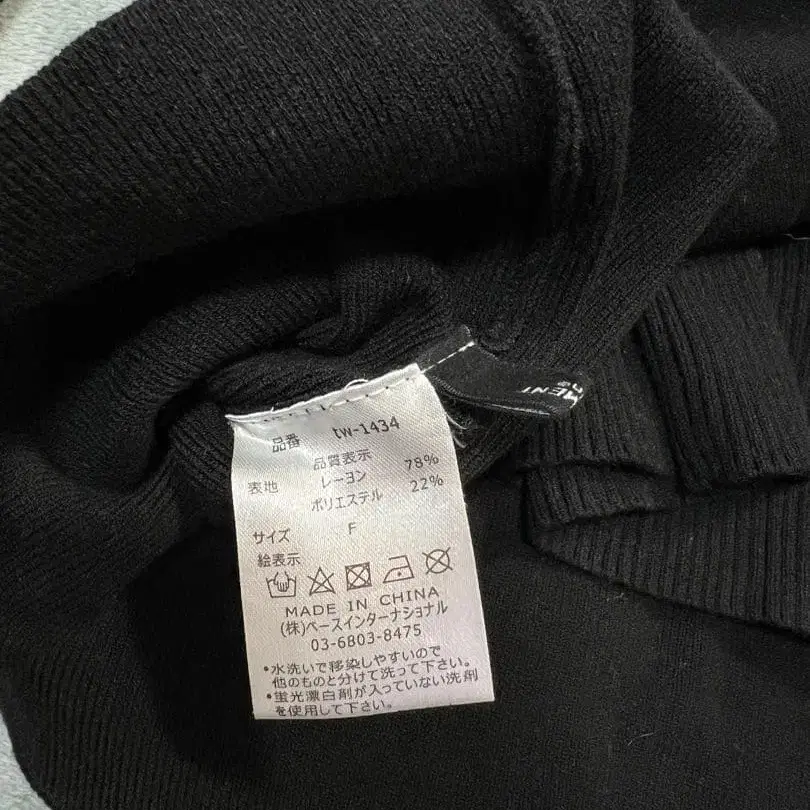 品番 tw-1434
品質表示
表地 レーヨン 78%
ポリエステル 22%
サイズ F
絵表示
MADE IN CHINA
(株)ベースインターナショナル
03-6803-8475
•水洗いで移染しやすいので
他のものと分けて洗って下さい。
•蛍光漂白剤が入っていない洗剤
を使用して下さい。